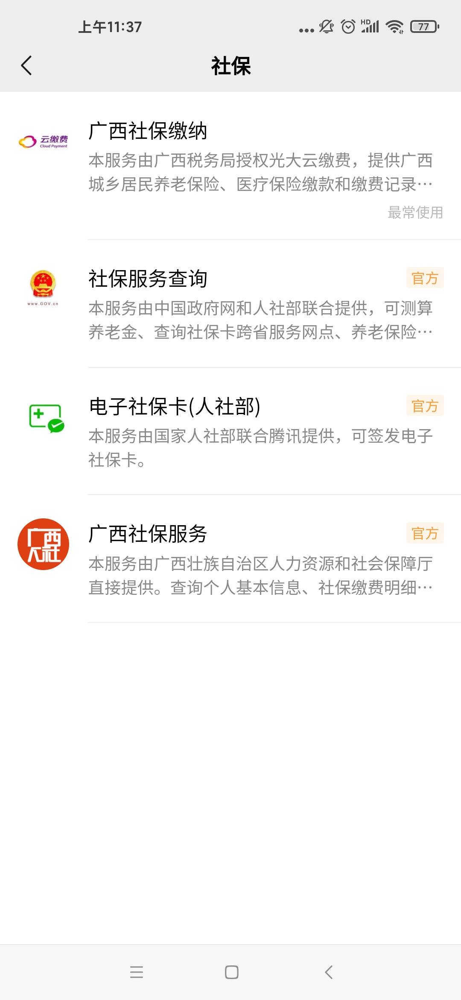 上午11:37
HD
77
社保
云缴费
Cloud Payment
广西社保缴纳
本服务由广西税务局授权光大云缴费，提供广西
城乡居民养老保险、医疗保险缴款和缴费记录…
最常使用
www.GOV.cn
社保服务查询
官方
本服务由中国政府网和人社部联合提供，可测算
养老金、查询社保卡跨省服务网点、养老保险…
电子社保卡(人社部)
官方
本服务由国家人社部联合腾讯提供，可签发电子
社保卡。
广西
人社
广西社保服务
官方
本服务由广西壮族自治区人力资源和社会保障厅
直接提供。查询个人基本信息、社保缴费明细…